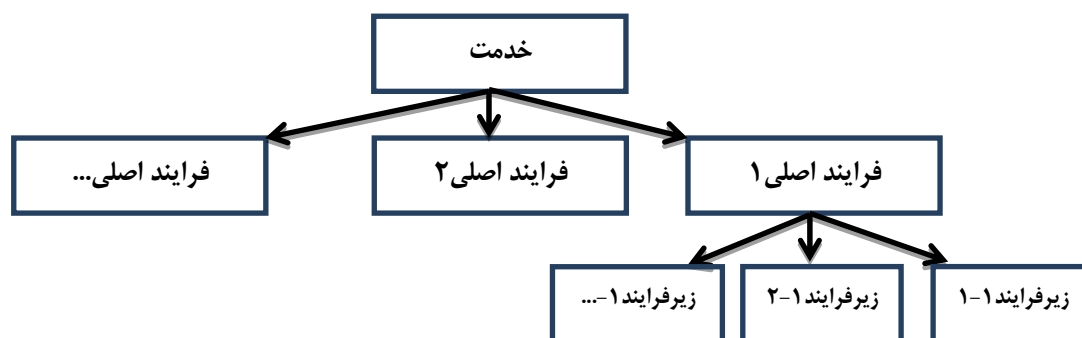 خدمت
فرایند اصلی۱
فرایند اصلی۲
فرایند اصلی...
زیرفرایند۱-۱
زیرفرایند۱-۲
زیرفرایند۱-...